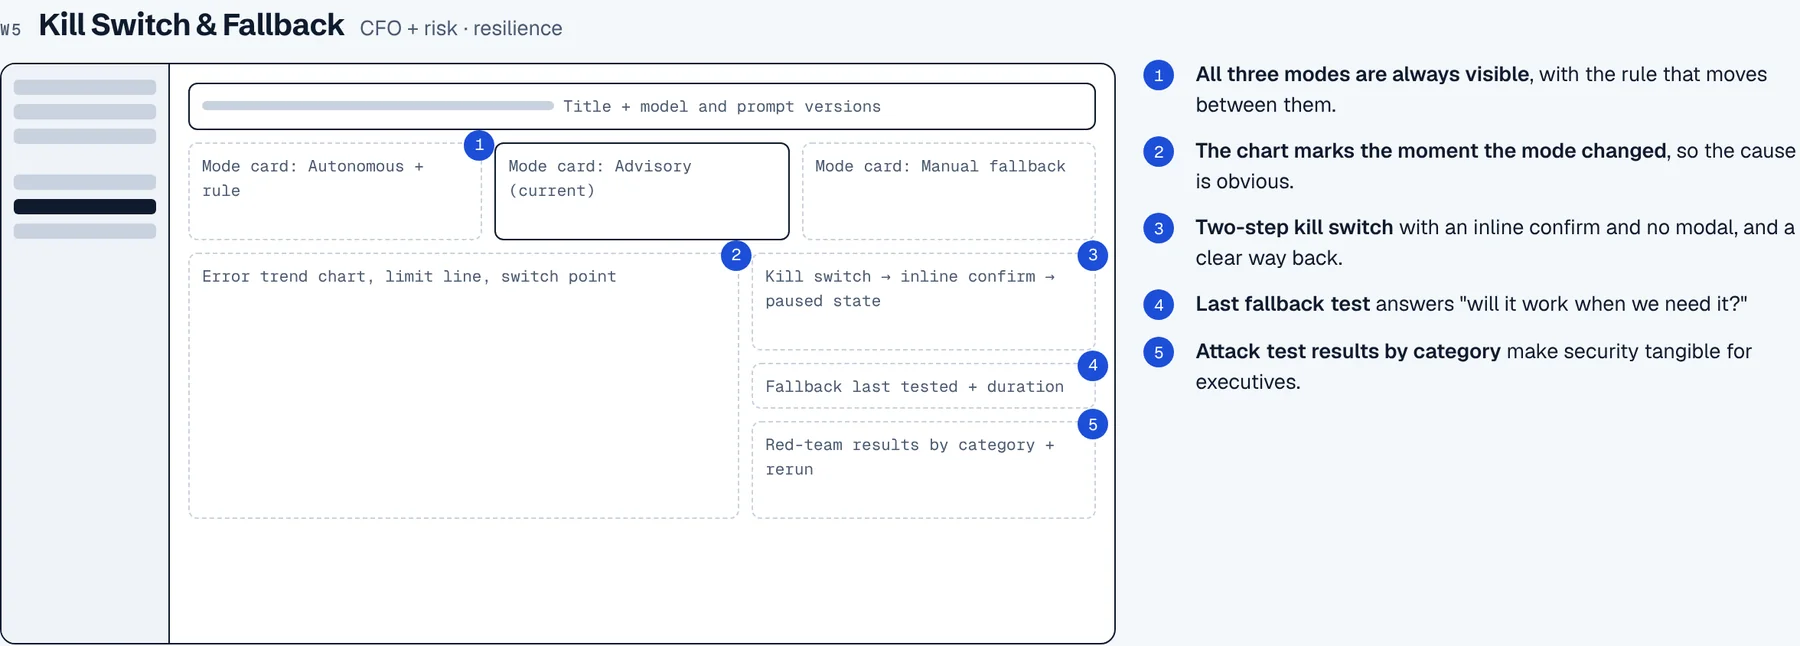 W5 Kill Switch & Fallback CFO + risk · resilience
Title + model and prompt versions
1
Mode card: Autonomous +
rule
Mode card: Advisory
(current)
Mode card: Manual fallback
2
Error trend chart, limit line, switch point
3
Kill switch → inline confirm →
paused state
4
Fallback last tested + duration
5
Red-team results by category +
rerun
1 All three modes are always visible, with the rule that moves
between them.
2 The chart marks the moment the mode changed, so the cause
is obvious.
3 Two-step kill switch with an inline confirm and no modal, and a
clear way back.
4 Last fallback test answers "will it work when we need it?"
5 Attack test results by category make security tangible for
executives.